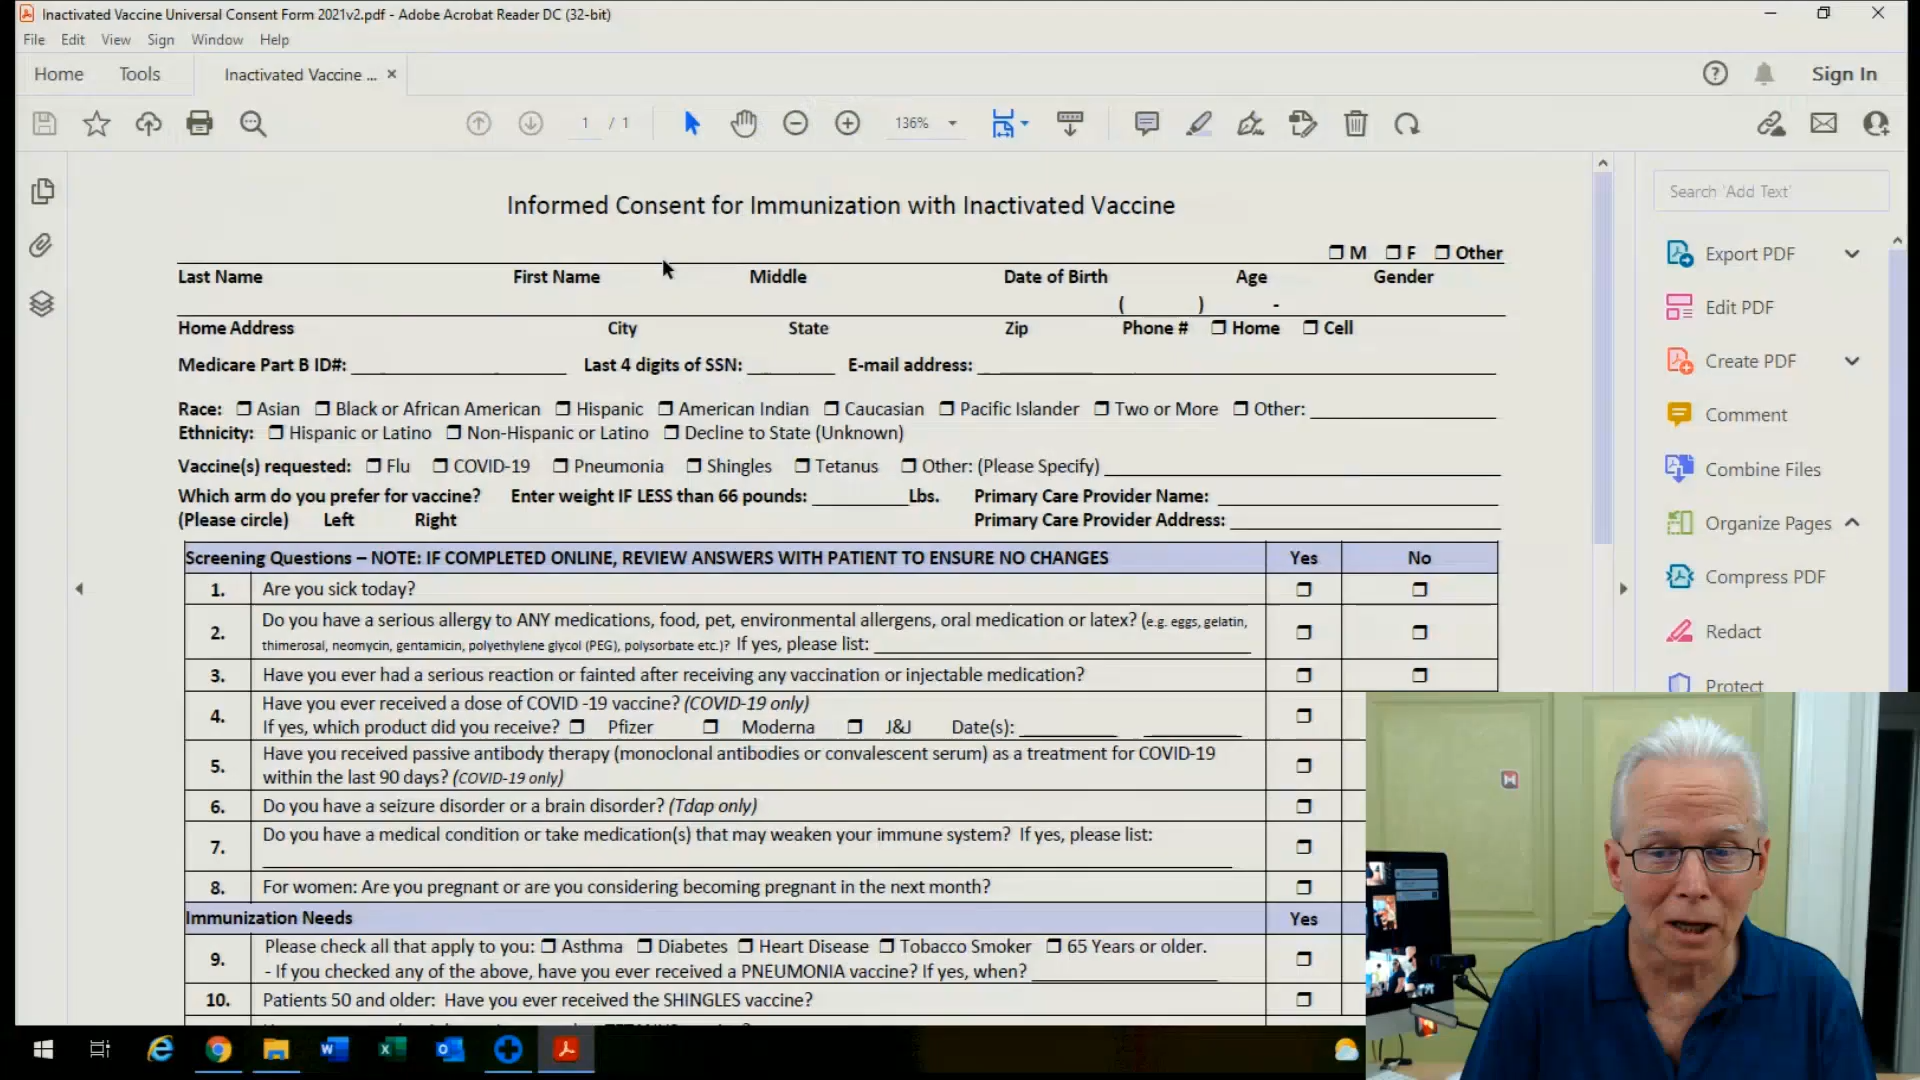 Inactivated Vaccine Universal Consent Form 2021v2.pdf - Adobe Acrobat Reader DC (32-bit)
File Edit View Sign Window Help
Home Tools Inactivated Vaccine ... × Sign In
1 / 1 136%
Search 'Add Text'
Export PDF
Edit PDF
Create PDF
Comment
Combine Files
Organize Pages
Compress PDF
Redact
Protect
Informed Consent for Immunization with Inactivated Vaccine
❒ M ❒ F ❒ Other
Last Name First Name Middle Date of Birth Age Gender
( ) -
Home Address City State Zip Phone # ❒ Home ❒ Cell
Medicare Part B ID#: ____ Last 4 digits of SSN: ____ E-mail address: ____
Race: ❒ Asian ❒ Black or African American ❒ Hispanic ❒ American Indian ❒ Caucasian ❒ Pacific Islander ❒ Two or More ❒ Other: ____
Ethnicity: ❒ Hispanic or Latino ❒ Non-Hispanic or Latino ❒ Decline to State (Unknown)
Vaccine(s) requested: ❒ Flu ❒ COVID-19 ❒ Pneumonia ❒ Shingles ❒ Tetanus ❒ Other: (Please Specify) ____
Which arm do you prefer for vaccine? Enter weight IF LESS than 66 pounds: ____Lbs. Primary Care Provider Name: ____
(Please circle) Left Right Primary Care Provider Address: ____
Screening Questions – NOTE: IF COMPLETED ONLINE, REVIEW ANSWERS WITH PATIENT TO ENSURE NO CHANGES Yes No
1. Are you sick today? ❒ ❒
2. Do you have a serious allergy to ANY medications, food, pet, environmental allergens, oral medication or latex? (e.g. eggs, gelatin,
thimerosal, neomycin, gentamicin, polyethylene glycol (PEG), polysorbate etc.)? If yes, please list: ____ ❒ ❒
3. Have you ever had a serious reaction or fainted after receiving any vaccination or injectable medication? ❒ ❒
4. Have you ever received a dose of COVID -19 vaccine? (COVID-19 only)
If yes, which product did you receive? ❒ Pfizer ❒ Moderna ❒ J&J Date(s): ____ ____ ❒
5. Have you received passive antibody therapy (monoclonal antibodies or convalescent serum) as a treatment for COVID-19
within the last 90 days? (COVID-19 only) ❒
6. Do you have a seizure disorder or a brain disorder? (Tdap only) ❒
7. Do you have a medical condition or take medication(s) that may weaken your immune system? If yes, please list:
____ ❒
8. For women: Are you pregnant or are you considering becoming pregnant in the next month? ❒
Immunization Needs Yes
9. Please check all that apply to you: ❒ Asthma ❒ Diabetes ❒ Heart Disease ❒ Tobacco Smoker ❒ 65 Years or older.
- If you checked any of the above, have you ever received a PNEUMONIA vaccine? If yes, when? ____ ❒
10. Patients 50 and older: Have you ever received the SHINGLES vaccine? ❒